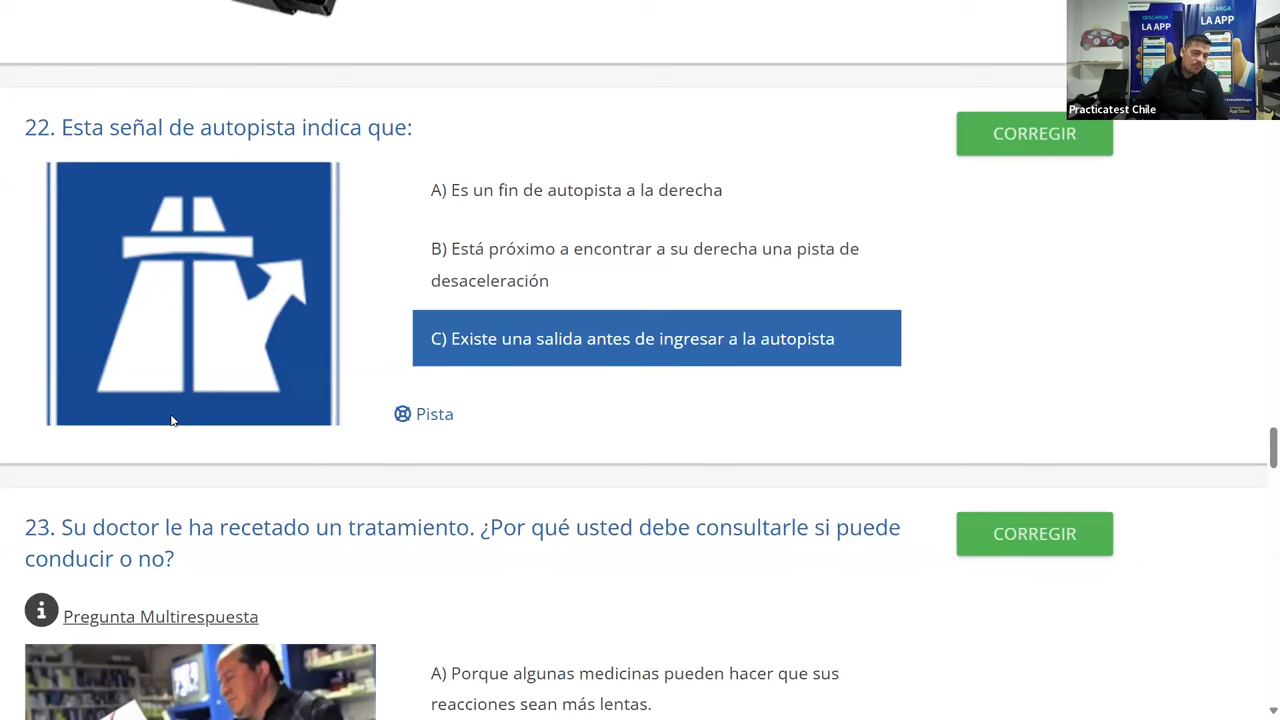 DESCARGA
LA APP
DESCARGA
LA APP
Practicatest Chile
22. Esta señal de autopista indica que:
CORREGIR
A) Es un fin de autopista a la derecha
B) Está próximo a encontrar a su derecha una pista de
desaceleración
C) Existe una salida antes de ingresar a la autopista
Pista
23. Su doctor le ha recetado un tratamiento. ¿Por qué usted debe consultarle si puede
conducir o no?
CORREGIR
Pregunta Multirespuesta
A) Porque algunas medicinas pueden hacer que sus
reacciones sean más lentas.